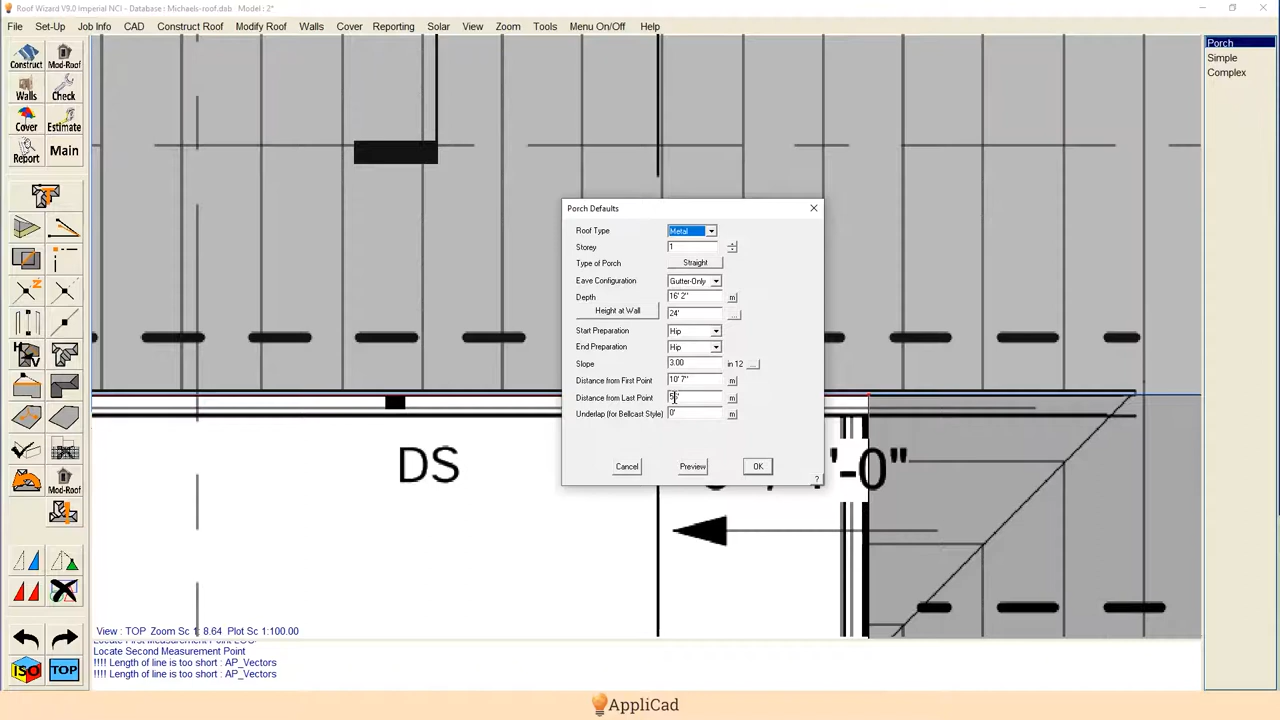 Roof Wizard V9.0 Imperial NCI - Database : Michaels-roof.dab Model : 2*
File Set-Up Job Info CAD Construct Roof Modify Roof Walls Cover Reporting Solar View Zoom Tools Menu On/Off Help
Construct Mod-Roof
Walls Check
Cover Estimate
Report Main
Mod-Roof
ISO TOP
Porch
Simple
Complex
Porch Defaults
Roof Type Metal
Storey 1
Type of Porch Straight
Eave Configuration Gutter-Only
Depth 16' 2" m
Height at Wall 24' ...
Start Preparation Hip
End Preparation Hip
Slope 3.00 in 12 ...
Distance from First Point 10' 7" m
Distance from Last Point m
Underlap (for Bellcast Style) 0' m
Cancel Preview OK
?
DS
'-0"
View : TOP Zoom Sc 1: 8.64 Plot Sc 1:100.00
Locate Second Measurement Point
!!!! Length of line is too short : AP_Vectors
!!!! Length of line is too short : AP_Vectors
AppliCad